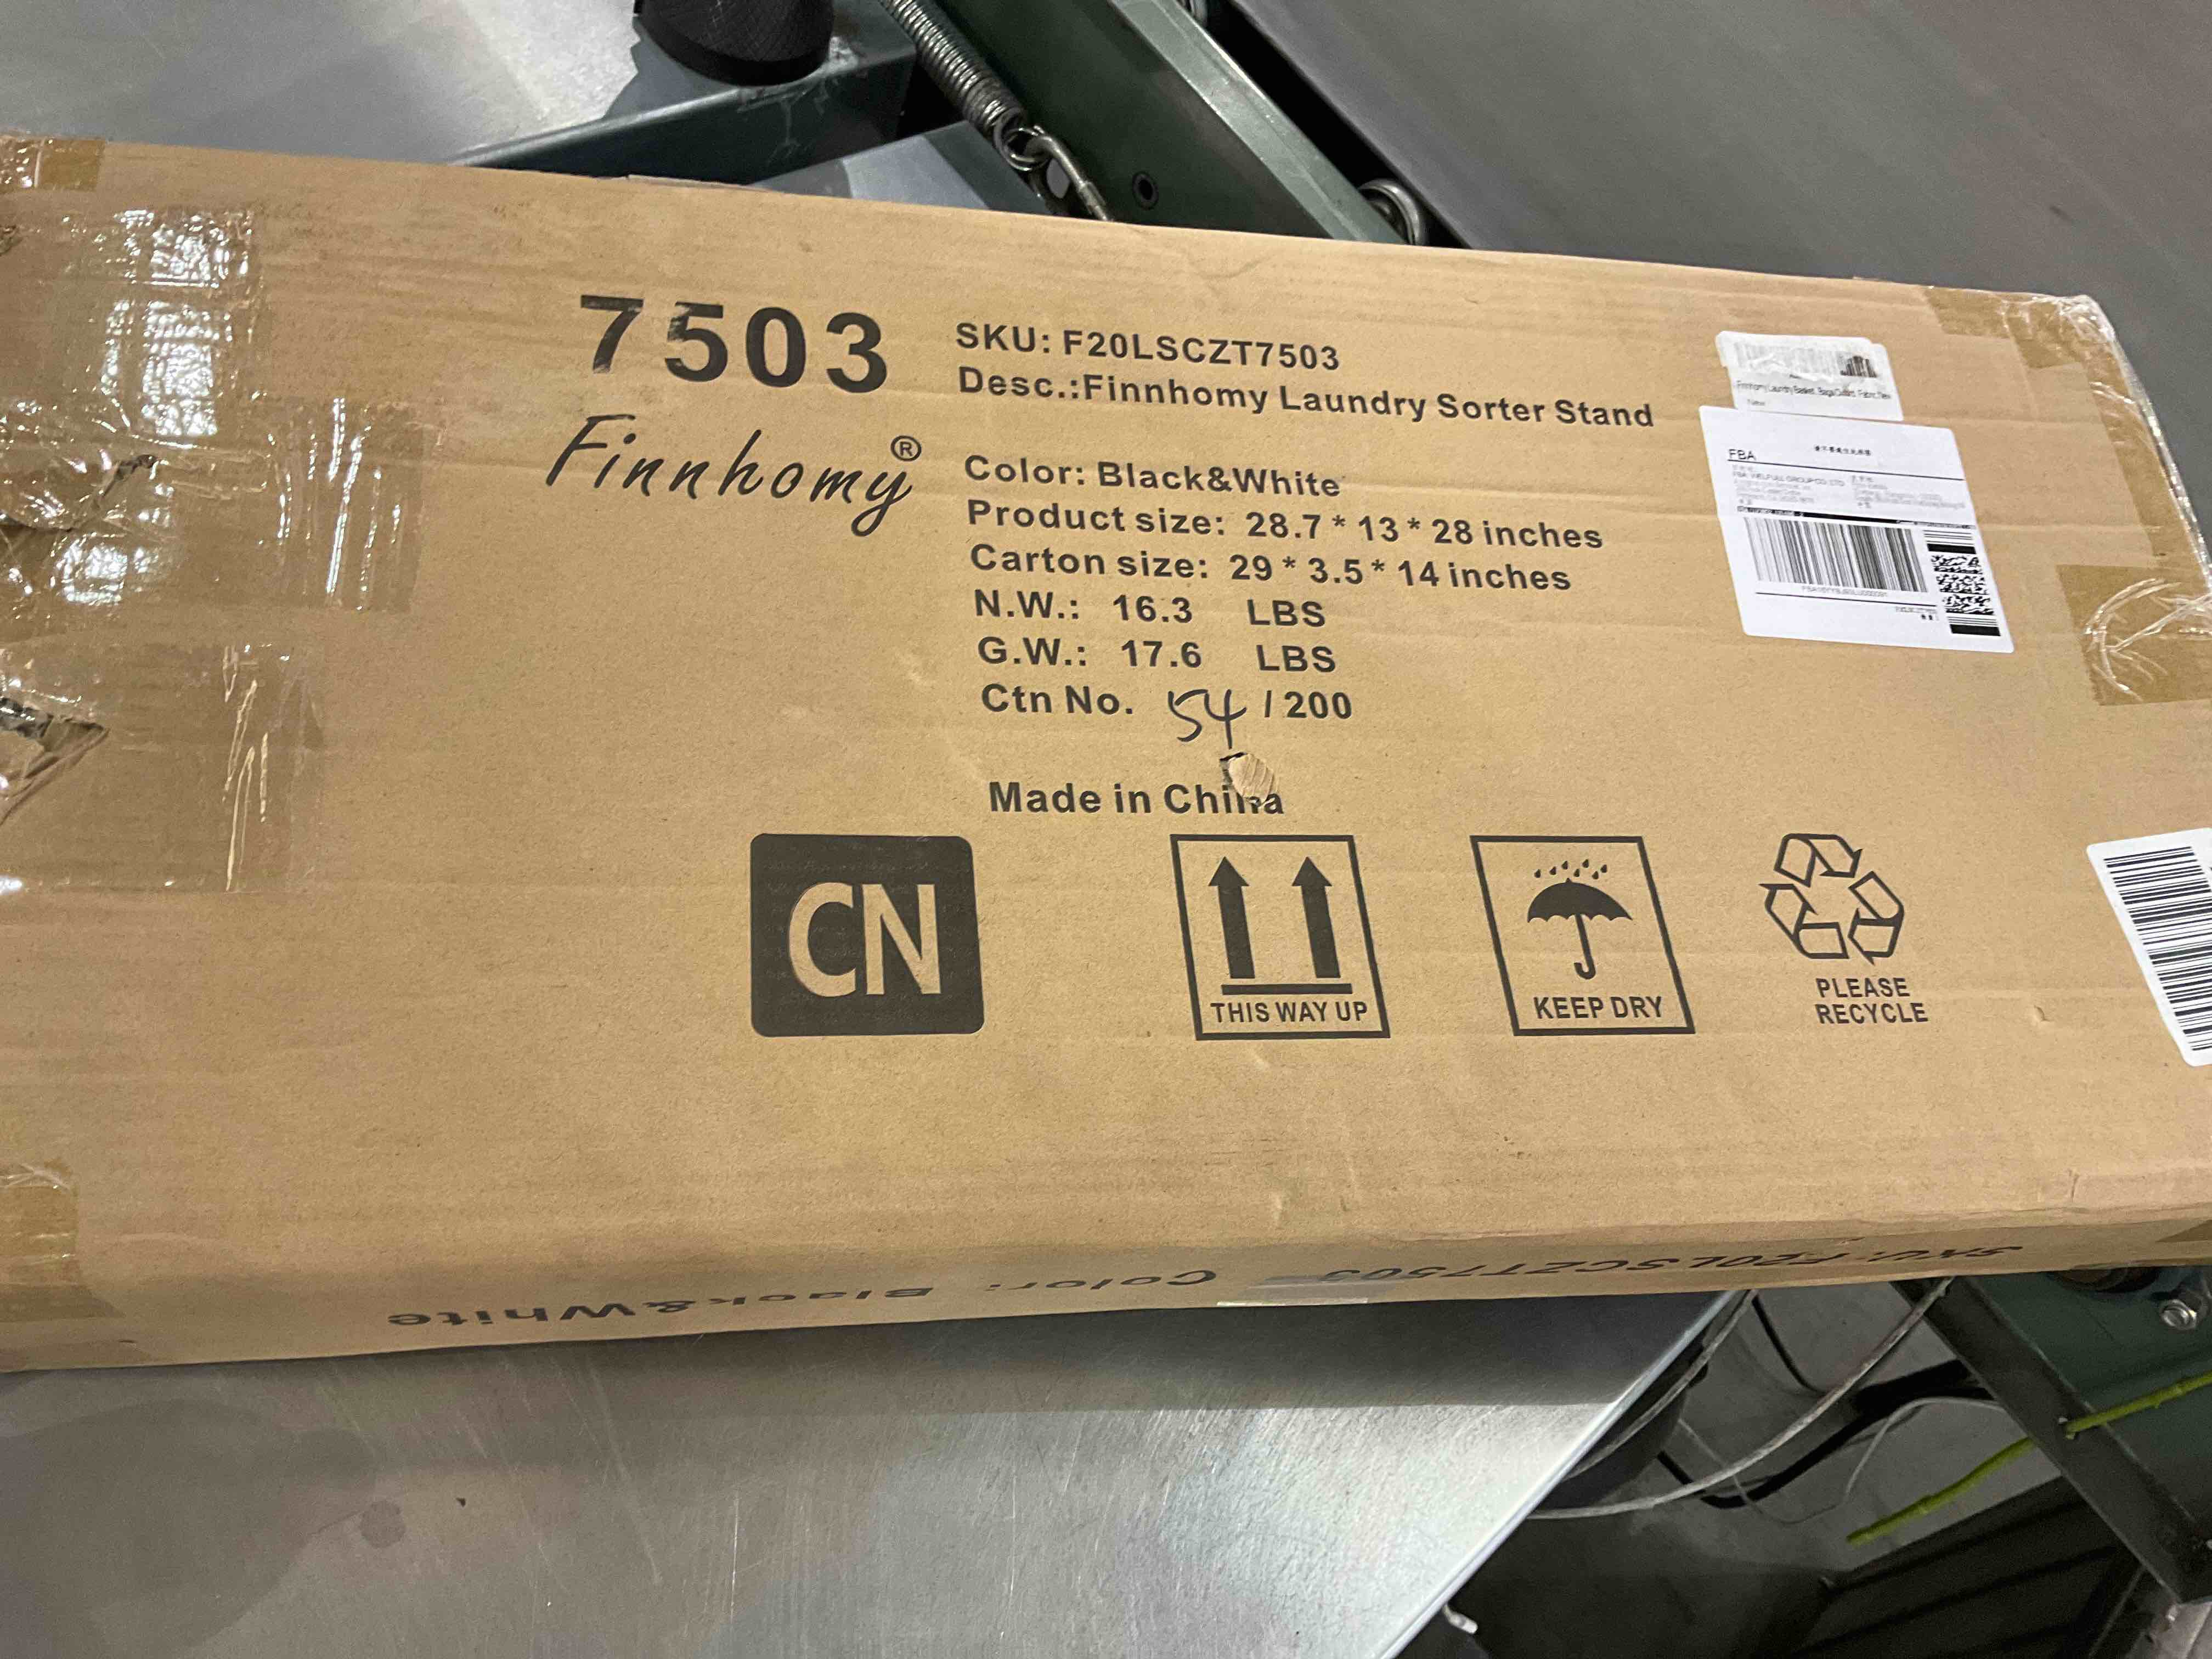 7503
Finnhomy®
SKU: F20LSCZT7503
Desc.:Finnhomy Laundry Sorter Stand
Color: Black&White
Product size: 28.7 * 13 * 28 inches
Carton size: 29 * 3.5 * 14 inches
N.W.: 16.3 LBS
G.W.: 17.6 LBS
Ctn No. 54 / 200
Made in China
CN
THIS WAY UP
KEEP DRY
PLEASE
RECYCLE
New
FBA
SKU: F20LSCZT7503
Color: Black&White